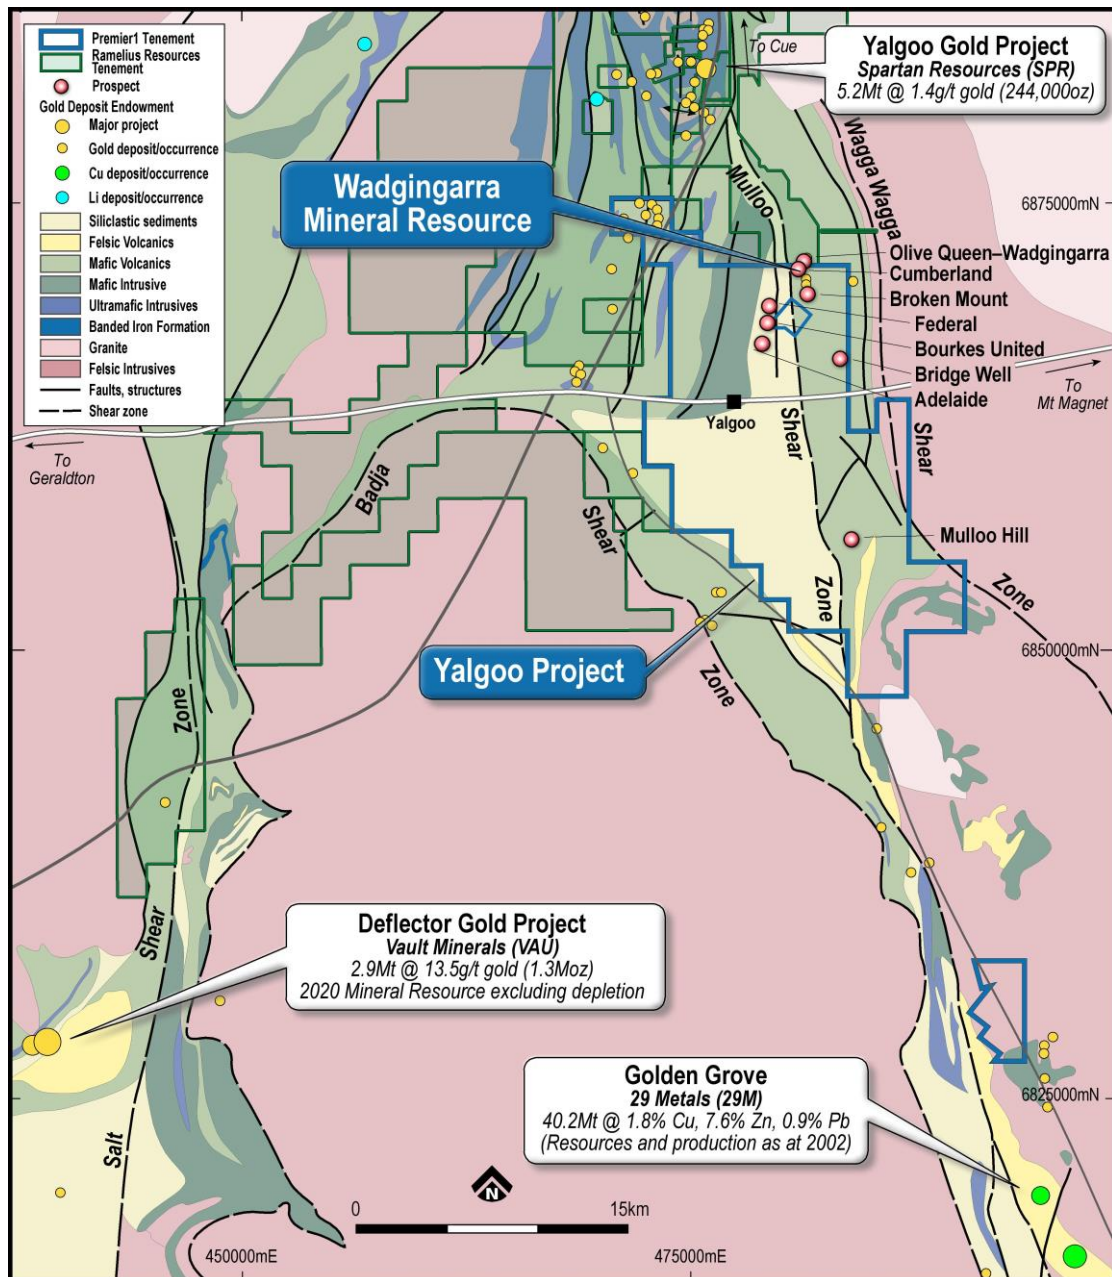 Premier1 Tenement
Ramelius Resources
Tenement
Prospect
Gold Deposit Endowment
Major project
Gold deposit/occurrence
Cu deposit/occurrence
Li deposit/occurrence
Siliclastic sediments
Felsic Volcanics
Mafic Volcanics
Mafic Intrusive
Ultramafic Intrusives
Banded Iron Formation
Granite
Felsic Intrusives
Faults, structures
Shear zone
To Cue
Yalgoo Gold Project
Spartan Resources (SPR)
5.2Mt @ 1.4g/t gold (244,000oz)
Wadgingarra
Mineral Resource
Mulloo
Wagga Wagga
6875000mN
Olive Queen–Wadgingarra
Cumberland
Broken Mount
Federal
Bourkes United
Bridge Well
Adelaide
To
Mt Magnet
Yalgoo
Shear
Shear
To
Geraldton
Badja
Shear
Mulloo Hill
Zone
Zone
6850000mN
Yalgoo Project
Zone
Zone
Shear
Deflector Gold Project
Vault Minerals (VAU)
2.9Mt @ 13.5g/t gold (1.3Moz)
2020 Mineral Resource excluding depletion
Golden Grove
29 Metals (29M)
40.2Mt @ 1.8% Cu, 7.6% Zn, 0.9% Pb
(Resources and production as at 2002)
6825000mN
Salt
N
0
15km
450000mE
475000mE